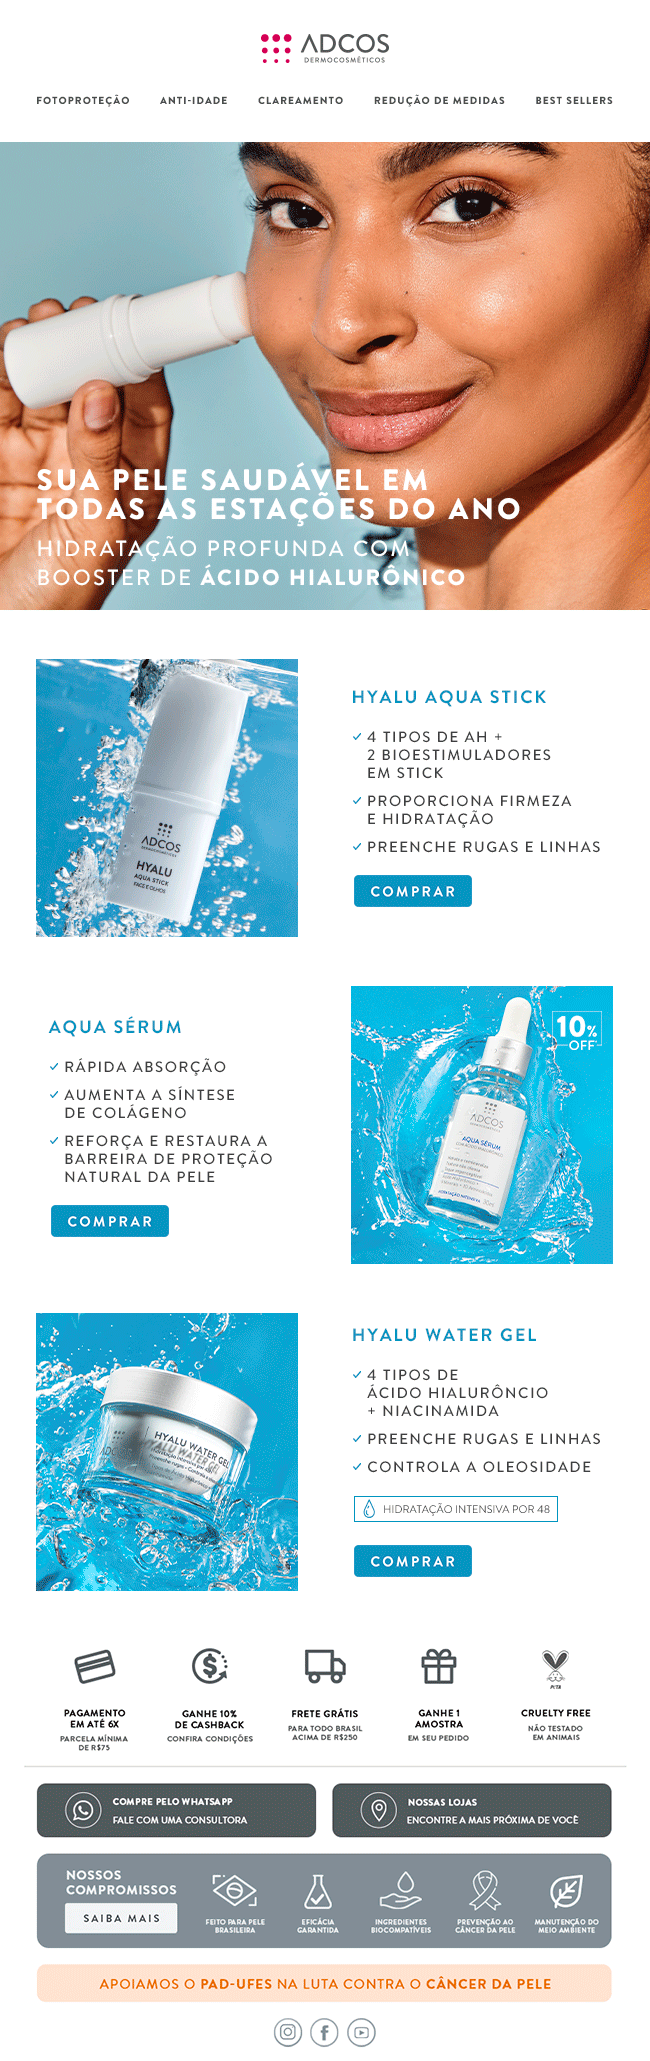 ADCOS
DERMOCOSMÉTICOS
FOTOPROTEÇÃO ANTI-IDADE CLAREAMENTO REDUÇÃO DE MEDIDAS BEST SELLERS
SUA PELE SAUDÁVEL EM
TODAS AS ESTAÇÕES DO ANO
HIDRATAÇÃO PROFUNDA COM
BOOSTER DE ÁCIDO HIALURÔNICO
ADCOS
DERMOCOSMÉTICOS
HYALU
AQUA STICK
FACE E OLHOS
HYALU AQUA STICK
4 TIPOS DE AH +
2 BIOESTIMULADORES
EM STICK
PROPORCIONA FIRMEZA
E HIDRATAÇÃO
PREENCHE RUGAS E LINHAS
COMPRAR
AQUA SÉRUM
RÁPIDA ABSORÇÃO
AUMENTA A SÍNTESE
DE COLÁGENO
REFORÇA E RESTAURA A
BARREIRA DE PROTEÇÃO
NATURAL DA PELE
COMPRAR
10%
OFF
ADCOS
AQUA SÉRUM
HIDRATAÇÃO INTENSIVA
30ml
HYALU WATER GEL
ADCOS
HYALU WATER GEL
4 TIPOS DE
ÁCIDO HIALURÔNCIO
+ NIACINAMIDA
PREENCHE RUGAS E LINHAS
CONTROLA A OLEOSIDADE
HIDRATAÇÃO INTENSIVA POR 48
COMPRAR
PETA
PAGAMENTO
EM ATÉ 6X
PARCELA MÍNIMA
DE R$75
GANHE 10%
DE CASHBACK
CONFIRA CONDIÇÕES
FRETE GRÁTIS
PARA TODO BRASIL
ACIMA DE R$250
GANHE 1
AMOSTRA
EM SEU PEDIDO
CRUELTY FREE
NÃO TESTADO
EM ANIMAIS
COMPRE PELO WHATSAPP
FALE COM UMA CONSULTORA
NOSSAS LOJAS
ENCONTRE A MAIS PRÓXIMA DE VOCÊ
NOSSOS
COMPROMISSOS
SAIBA MAIS
FEITO PARA PELE
BRASILEIRA
EFICÁCIA
GARANTIDA
INGREDIENTES
BIOCOMPATÍVEIS
PREVENÇÃO AO
CÂNCER DA PELE
MANUTENÇÃO DO
MEIO AMBIENTE
APOIAMOS O PAD-UFES NA LUTA CONTRA O CÂNCER DA PELE